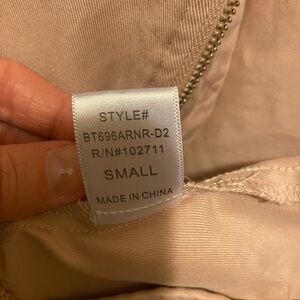 STYLE#
BT696ARNR-D2
R/N#102711
SMALL
MADE IN CHINA